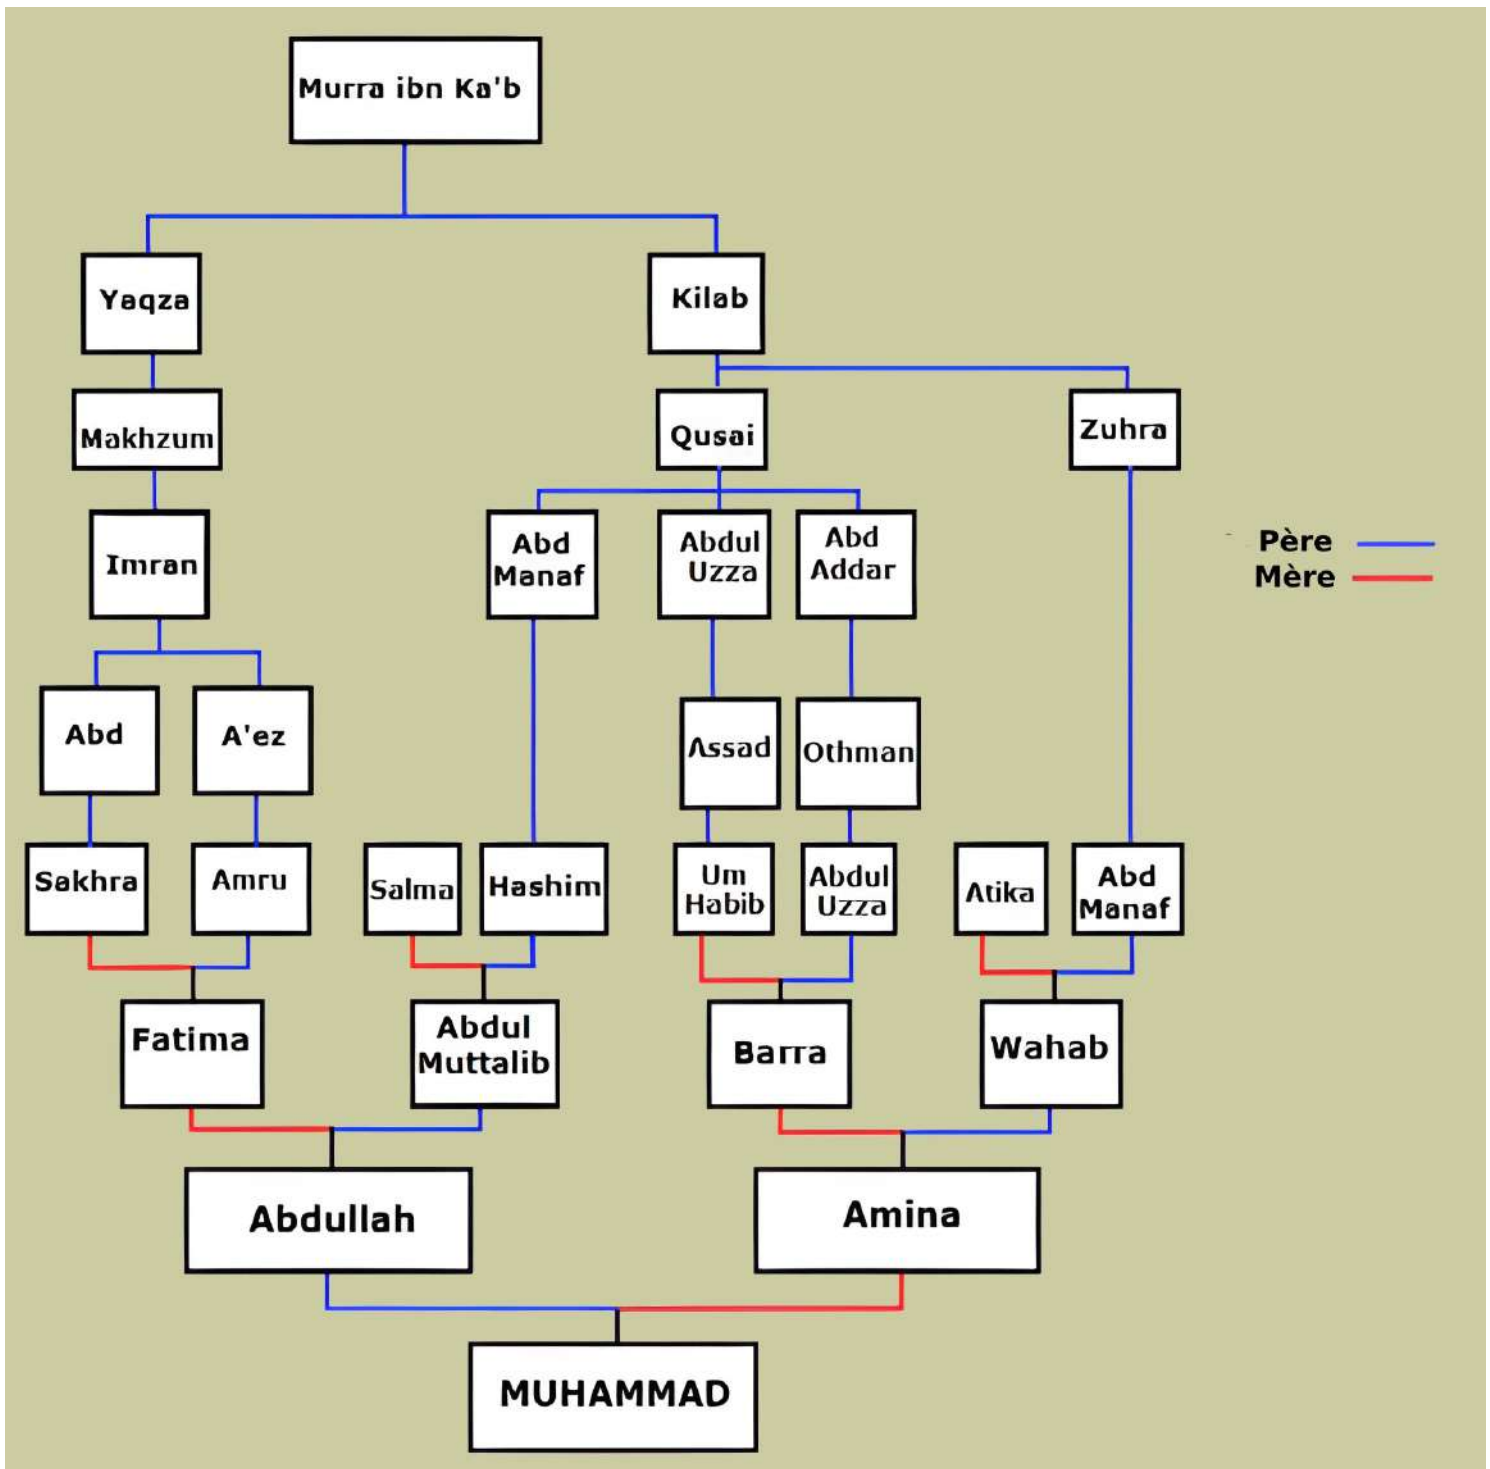 Murra ibn Ka'b
Yaqza
Kilab
Makhzum
Qusai
Zuhra
Imran
Abd
Manaf
Abdul
Uzza
Abd
Addar
Père
Mère
Abd
A'ez
Assad
Othman
Sakhra
Amru
Salma
Hashim
Um
Habib
Abdul
Uzza
Atika
Abd
Manaf
Fatima
Abdul
Muttalib
Barra
Wahab
Abdullah
Amina
MUHAMMAD